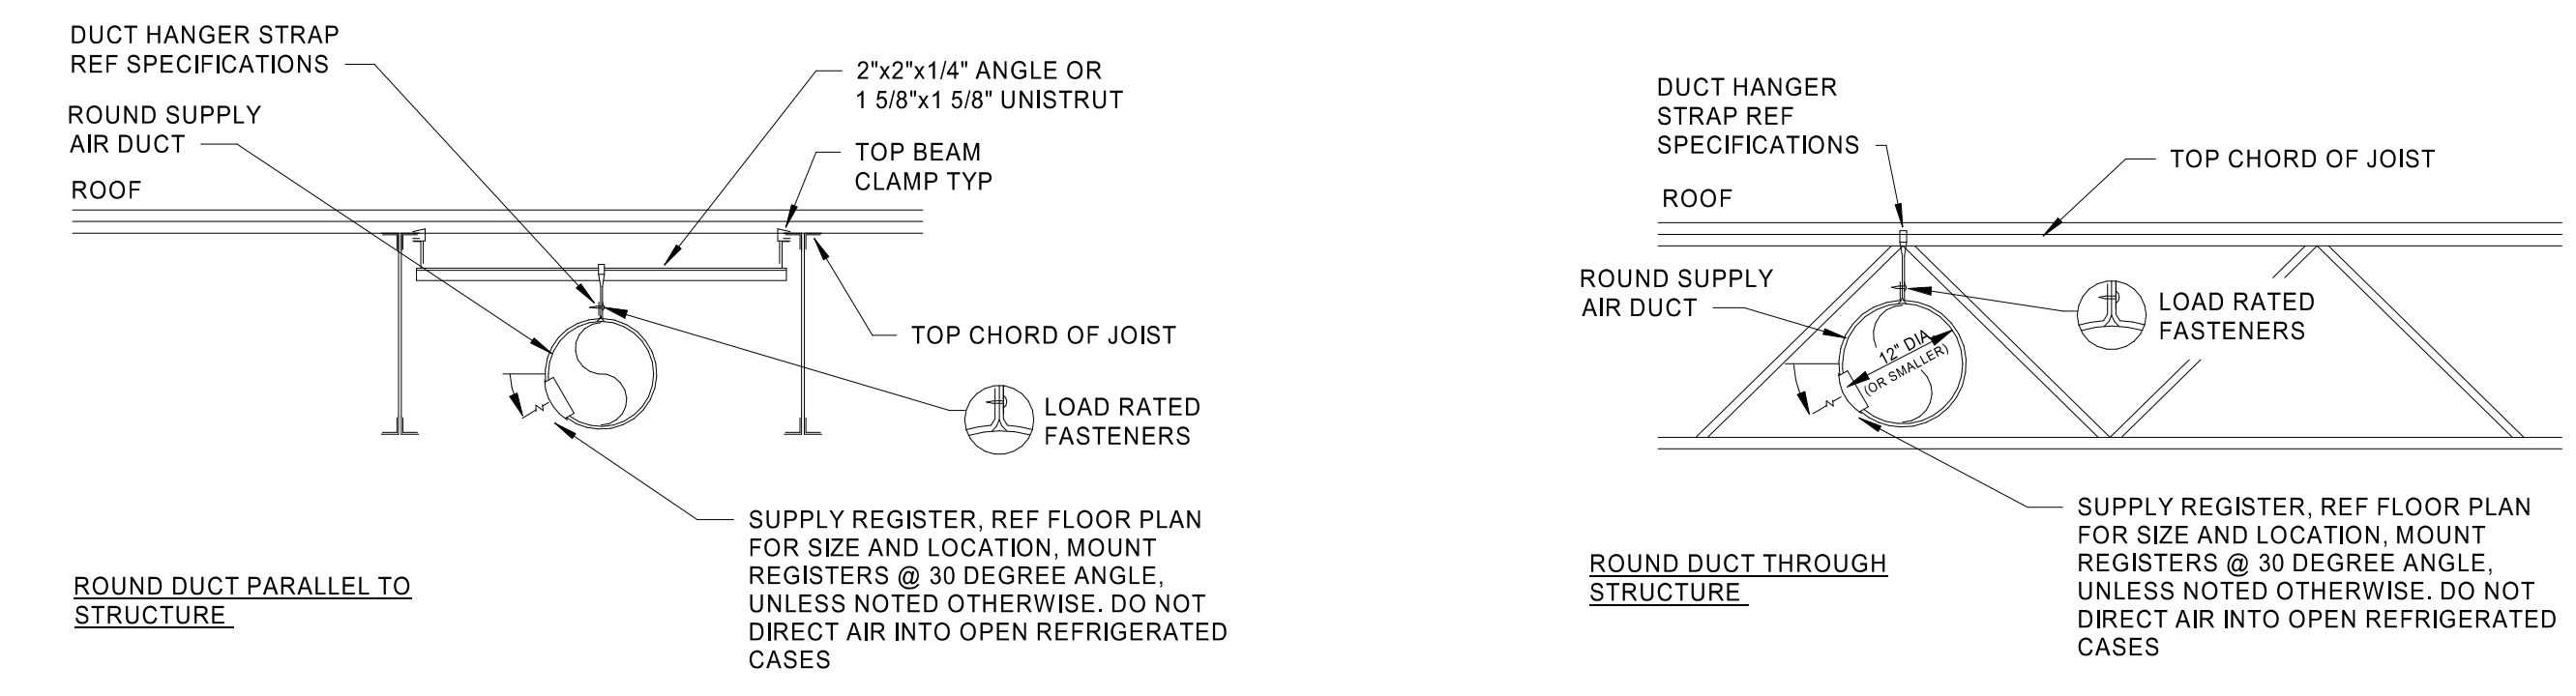 DUCT HANGER STRAP
REF SPECIFICATIONS
ROUND SUPPLY
AIR DUCT
ROOF
2"x2"x1/4" ANGLE OR
1 5/8"x1 5/8" UNISTRUT
TOP BEAM
CLAMP TYP
TOP CHORD OF JOIST
LOAD RATED
FASTENERS
SUPPLY REGISTER, REF FLOOR PLAN
FOR SIZE AND LOCATION, MOUNT
REGISTERS @ 30 DEGREE ANGLE,
UNLESS NOTED OTHERWISE. DO NOT
DIRECT AIR INTO OPEN REFRIGERATED
CASES
ROUND DUCT PARALLEL TO
STRUCTURE
DUCT HANGER
STRAP REF
SPECIFICATIONS
TOP CHORD OF JOIST
ROOF
ROUND SUPPLY
AIR DUCT
12" DIA
(OR SMALLER)
LOAD RATED
FASTENERS
SUPPLY REGISTER, REF FLOOR PLAN
FOR SIZE AND LOCATION, MOUNT
REGISTERS @ 30 DEGREE ANGLE,
UNLESS NOTED OTHERWISE. DO NOT
DIRECT AIR INTO OPEN REFRIGERATED
CASES
ROUND DUCT THROUGH
STRUCTURE